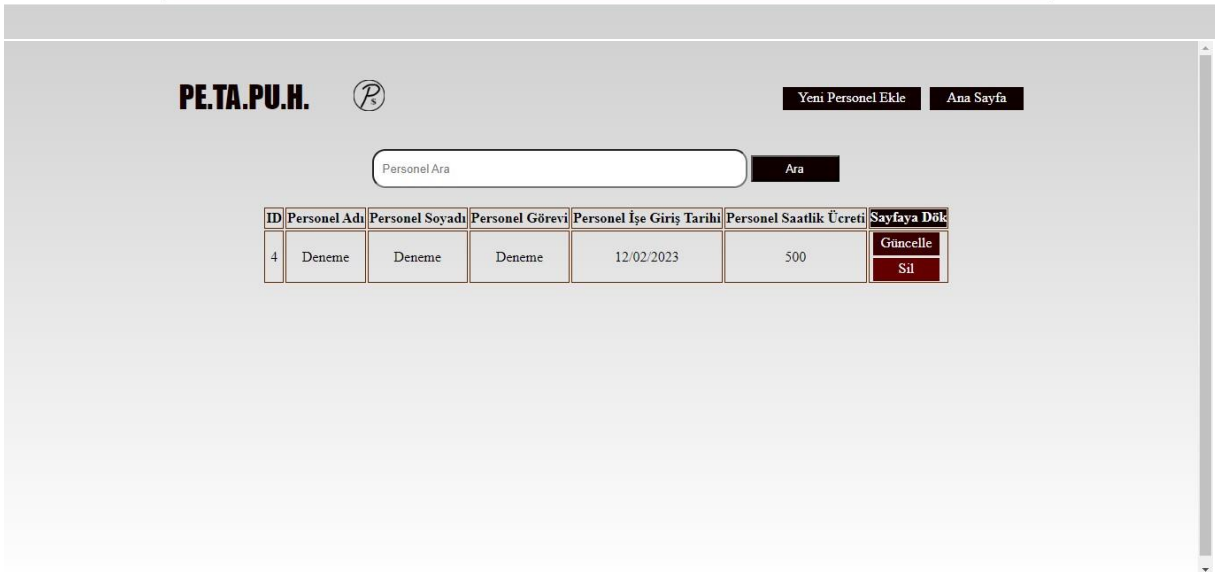 PE.TA.PU.H. Ps Yeni Personel Ekle Ana Sayfa
Personel Ara Ara
ID Personel Adı Personel Soyadı Personel Görevi Personel İşe Giriş Tarihi Personel Saatlik Ücreti Sayfaya Dök
4 Deneme Deneme Deneme 12/02/2023 500 Güncelle
Sil